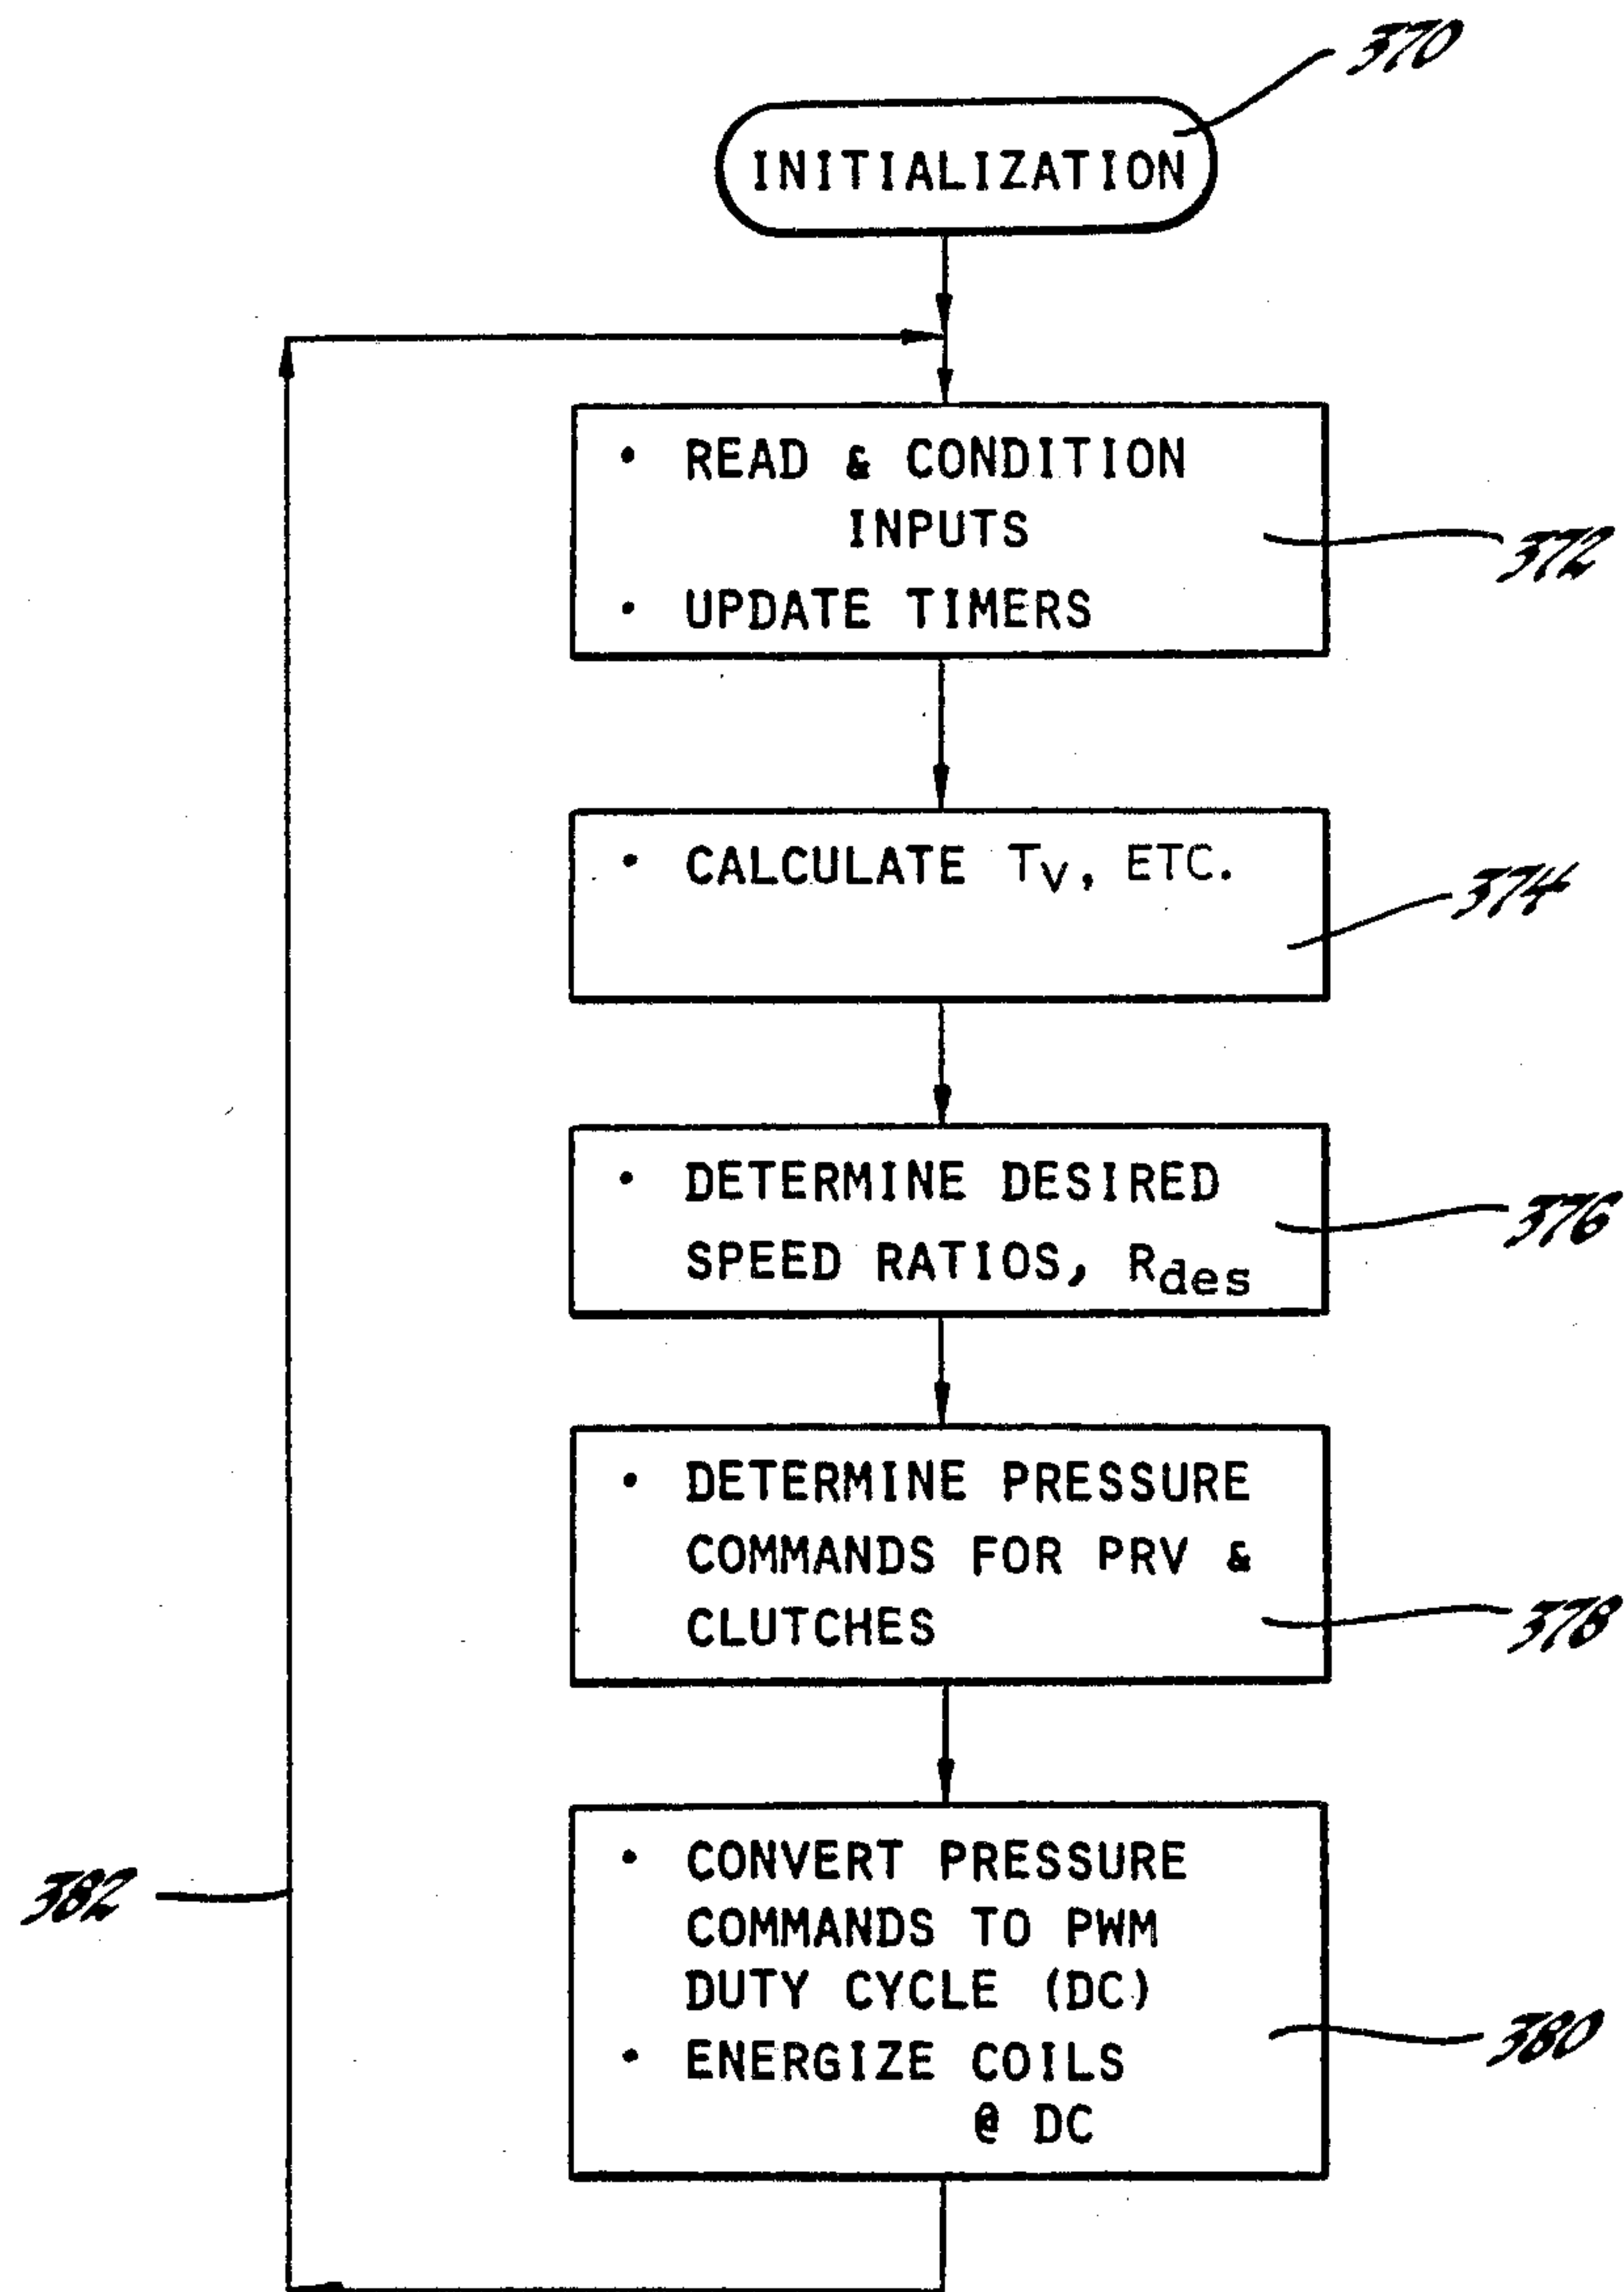 370
INITIALIZATION
• READ & CONDITION
INPUTS
372
• UPDATE TIMERS
• CALCULATE TV, ETC.
374
• DETERMINE DESIRED
376
SPEED RATIOS, Rdes
• DETERMINE PRESSURE
COMMANDS FOR PRV &
CLUTCHES
378
• CONVERT PRESSURE
382
COMMANDS TO PWM
DUTY CYCLE (DC)
• ENERGIZE COILS
380
@ DC